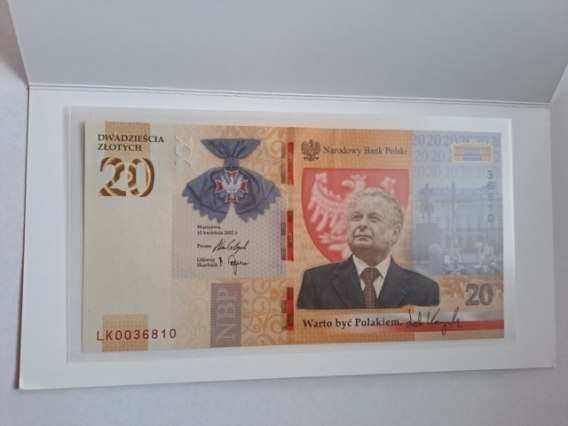 DWADZIEŚCIA
ZŁOTYCH
20
Narodowy Bank Polski
Warszawa,
Prezes
Główny
Skarbnik
NBP
20
Warto być Polakiem.
LK0036810